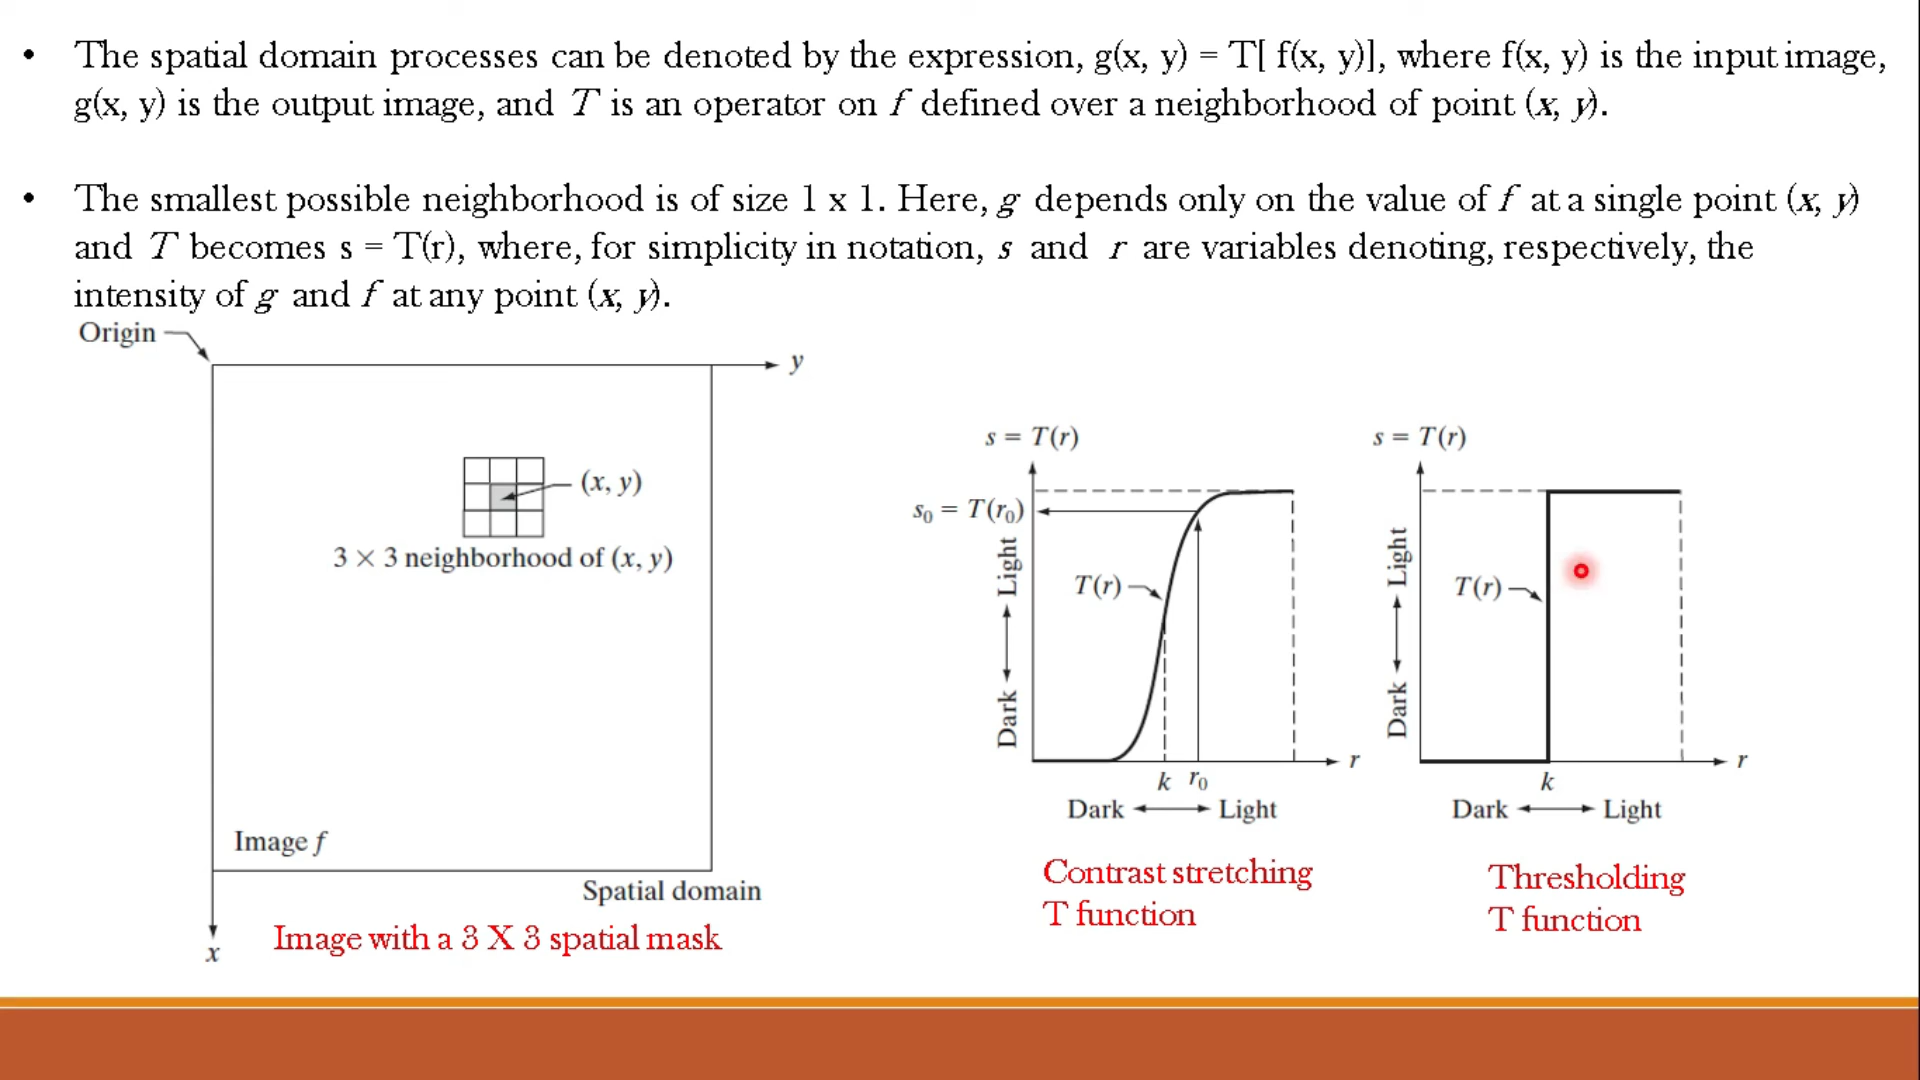 • The spatial domain processes can be denoted by the expression, g(x, y) = T[ f(x, y)], where f(x, y) is the input image,
g(x, y) is the output image, and T is an operator on f defined over a neighborhood of point (x, y).
• The smallest possible neighborhood is of size 1 x 1. Here, g depends only on the value of f at a single point (x, y)
and T becomes s = T(r), where, for simplicity in notation, s and r are variables denoting, respectively, the
intensity of g and f at any point (x, y).
Origin
y
(x, y)
3 × 3 neighborhood of (x, y)
Image f
Spatial domain
x
Image with a 3 X 3 spatial mask
s = T(r)
s₀ = T(r₀)
Dark Light
T(r)
r
k r₀
Dark Light
Contrast stretching
T function
s = T(r)
Dark Light
T(r)
r
k
Dark Light
Thresholding
T function